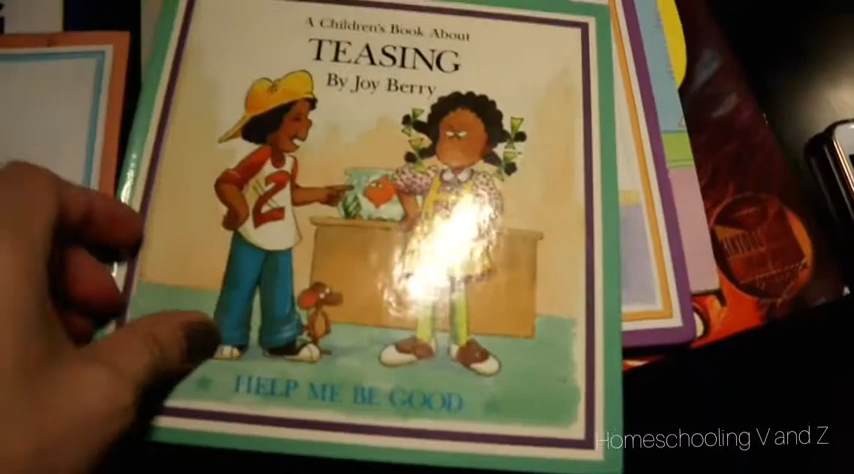 A Children's Book About
TEASING
By Joy Berry
2
HELP ME BE GOOD
Homeschooling V and Z